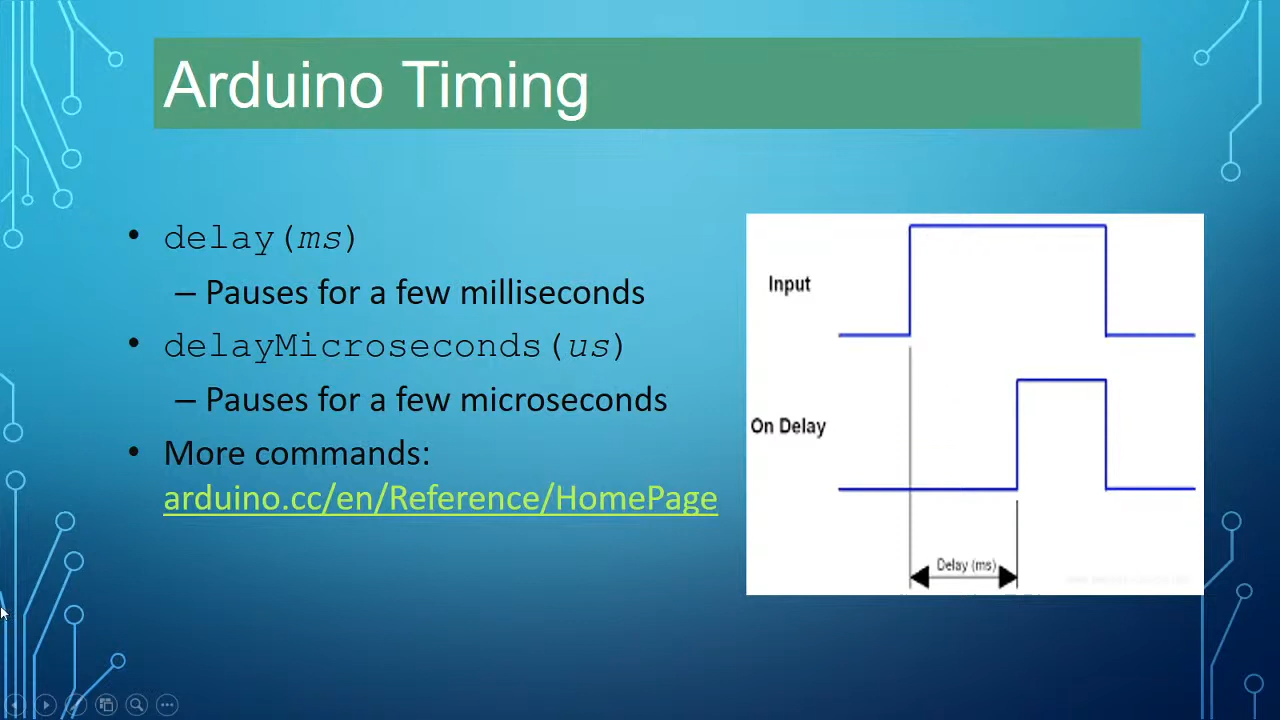 Arduino Timing
• delay(ms)
– Pauses for a few milliseconds
• delayMicroseconds(us)
– Pauses for a few microseconds
• More commands:
arduino.cc/en/Reference/HomePage
Input
On Delay
Delay (ms)